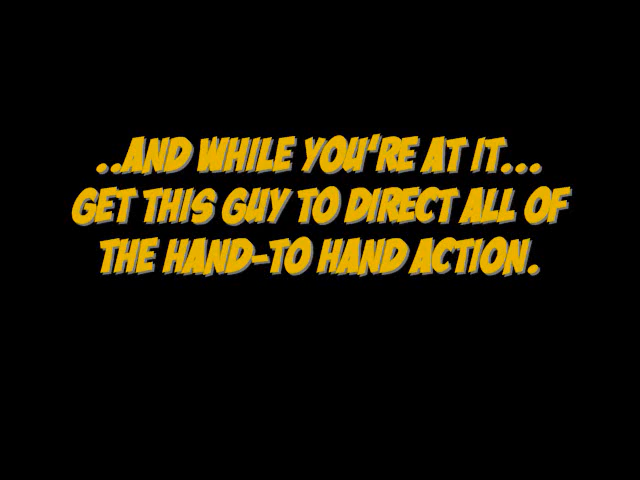 ..AND WHILE YOU'RE AT IT...
GET THIS GUY TO DIRECT ALL OF
THE HAND-TO HAND ACTION.